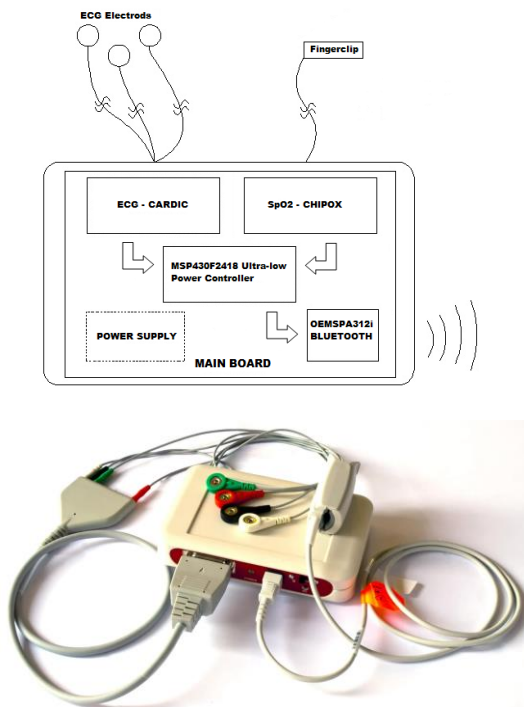 ECG Electrods
Fingerclip
ECG - CARDIC
SpO2 - CHIPOX
MSP430F2418 Ultra-low
Power Controller
OEMSPA312i
BLUETOOTH
POWER SUPPLY
MAIN BOARD